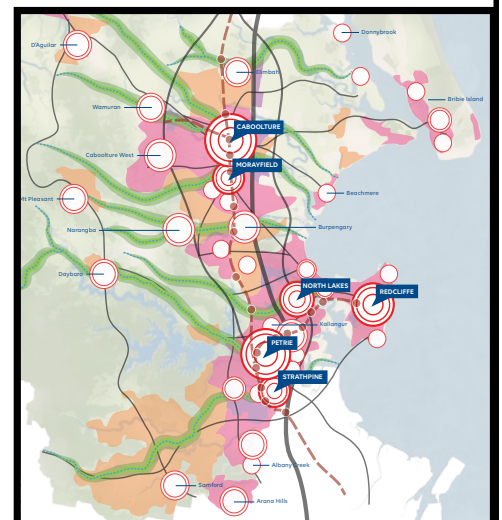 Donnybrook
D'Aguilar
Elimbah
Bribie Island
Wamuran
CABOOLTURE
Caboolture West
MORAYFIELD
Beachmere
Mt Pleasant
Narangba
Burpengary
Dayboro
NORTH LAKES
REDCLIFFE
Kallangur
PETRIE
STRATHPINE
Albany Creek
Samford
Arana Hills